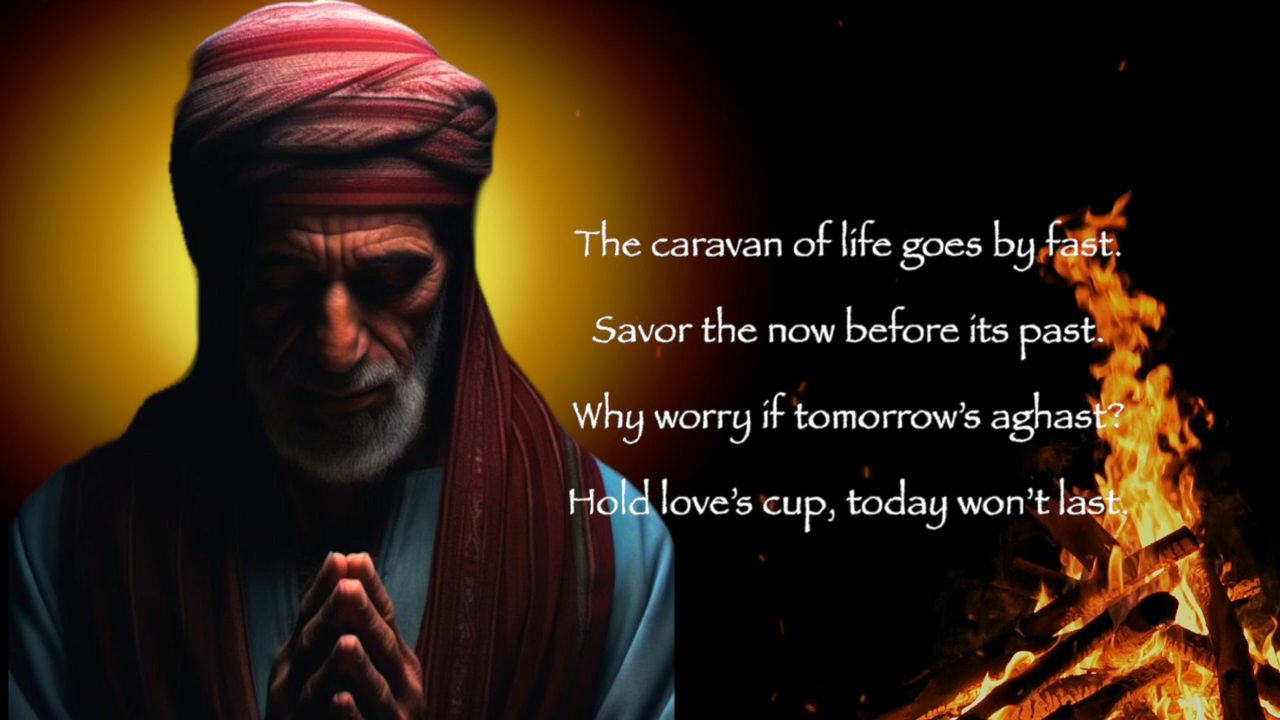 The caravan of life goes by fast.
Savor the now before its past.
Why worry if tomorrow’s aghast?
Hold love’s cup, today won’t last.